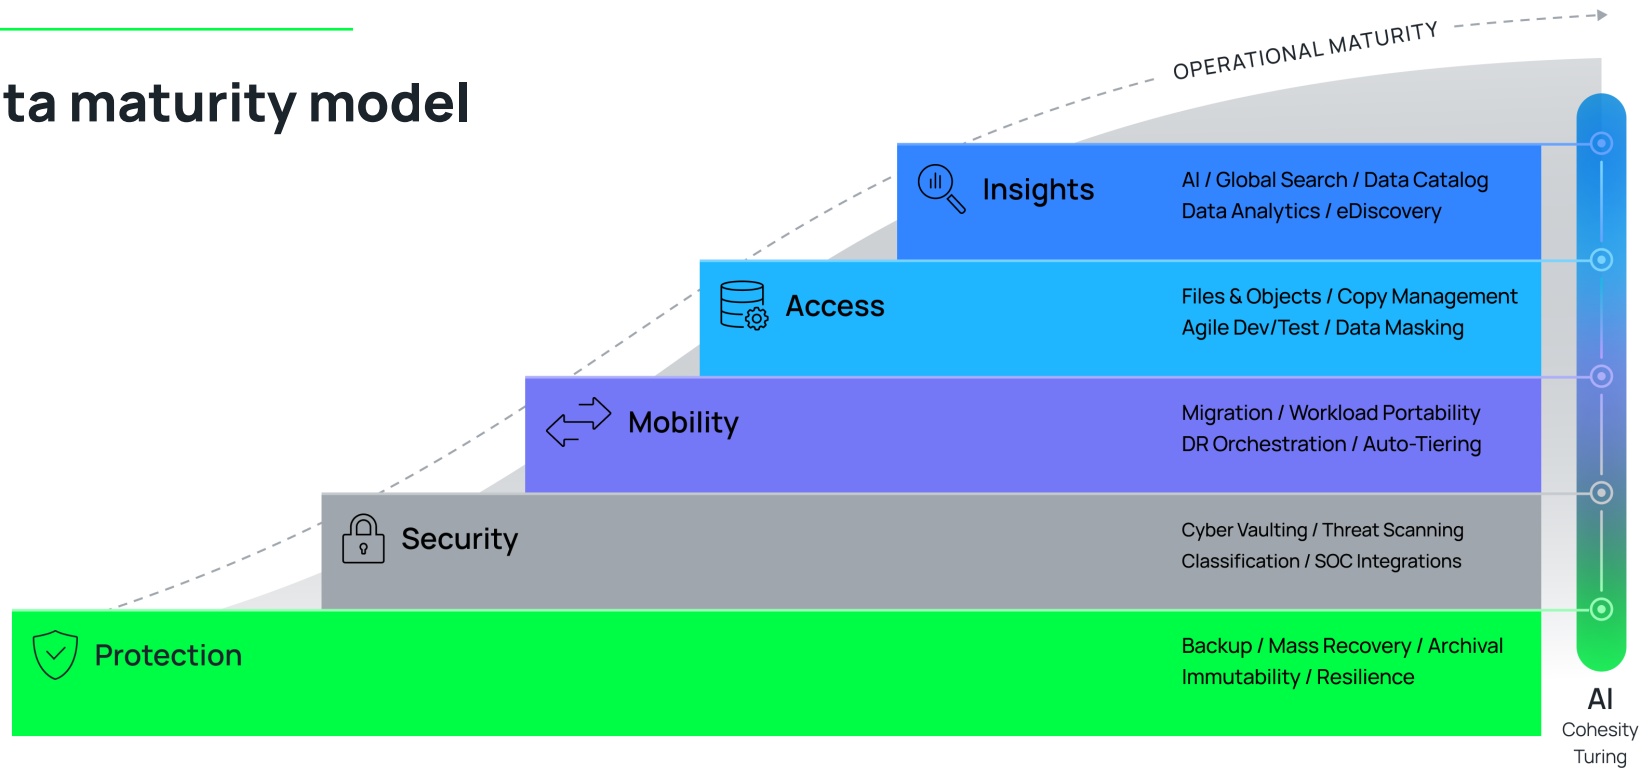 OPERATIONAL MATURITY
ta maturity model
Insights
AI / Global Search / Data Catalog
Data Analytics / eDiscovery
Access
Files & Objects / Copy Management
Agile Dev/Test / Data Masking
Mobility
Migration / Workload Portability
DR Orchestration / Auto-Tiering
Security
Cyber Vaulting / Threat Scanning
Classification / SOC Integrations
Protection
Backup / Mass Recovery / Archival
Immutability / Resilience
AI
Cohesity
Turing